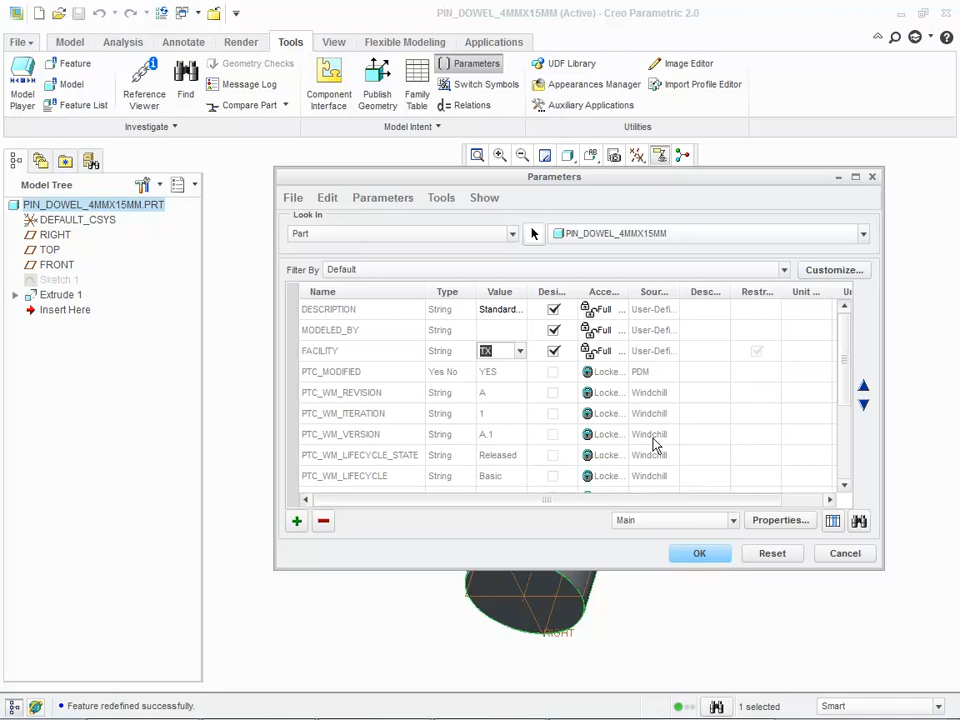 PIN_DOWEL_4MMX15MM (Active) - Creo Parametric 2.0
File Model Analysis Annotate Render Tools View Flexible Modeling Applications
Model Player
Feature
Model
Feature List
Reference Viewer
Find
Geometry Checks
Message Log
Compare Part
Component Interface
Publish Geometry
Family Table
Parameters
Switch Symbols
Relations
UDF Library
Appearances Manager
Auxiliary Applications
Image Editor
Import Profile Editor
Investigate Model Intent Utilities
Model Tree
PIN_DOWEL_4MMX15MM.PRT
DEFAULT_CSYS
RIGHT
TOP
FRONT
Sketch 1
Extrude 1
Insert Here
Parameters
File Edit Parameters Tools Show
Look In
Part PIN_DOWEL_4MMX15MM
Filter By Default Customize...
Name Type Value Desi... Acce... Sour... Desc... Restr... Unit ... Ur
DESCRIPTION String Standard... Full ... User-Defi...
MODELED_BY String Full ... User-Defi...
FACILITY String TX Full ... User-Defi...
PTC_MODIFIED Yes No YES Locke... PDM
PTC_WM_REVISION String A Locke... Windchill
PTC_WM_ITERATION String 1 Locke... Windchill
PTC_WM_VERSION String A.1 Locke... Windchill
PTC_WM_LIFECYCLE_STATE String Released Locke... Windchill
PTC_WM_LIFECYCLE String Basic Locke... Windchill
Main Properties...
OK Reset Cancel
RIGHT
• Feature redefined successfully.
1 selected
Smart